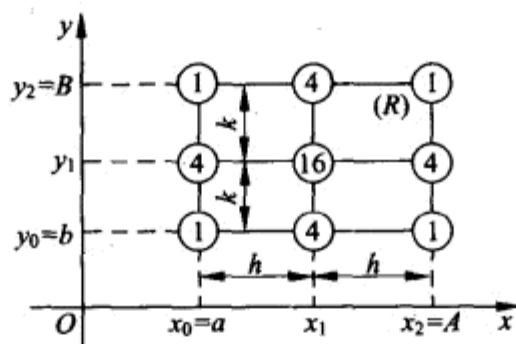 y
y₂=B 1 4 1
(R)
k
y₁ 4 16 4
k
y₀=b 1 4 1
h h
O x₀=a x₁ x₂=A x